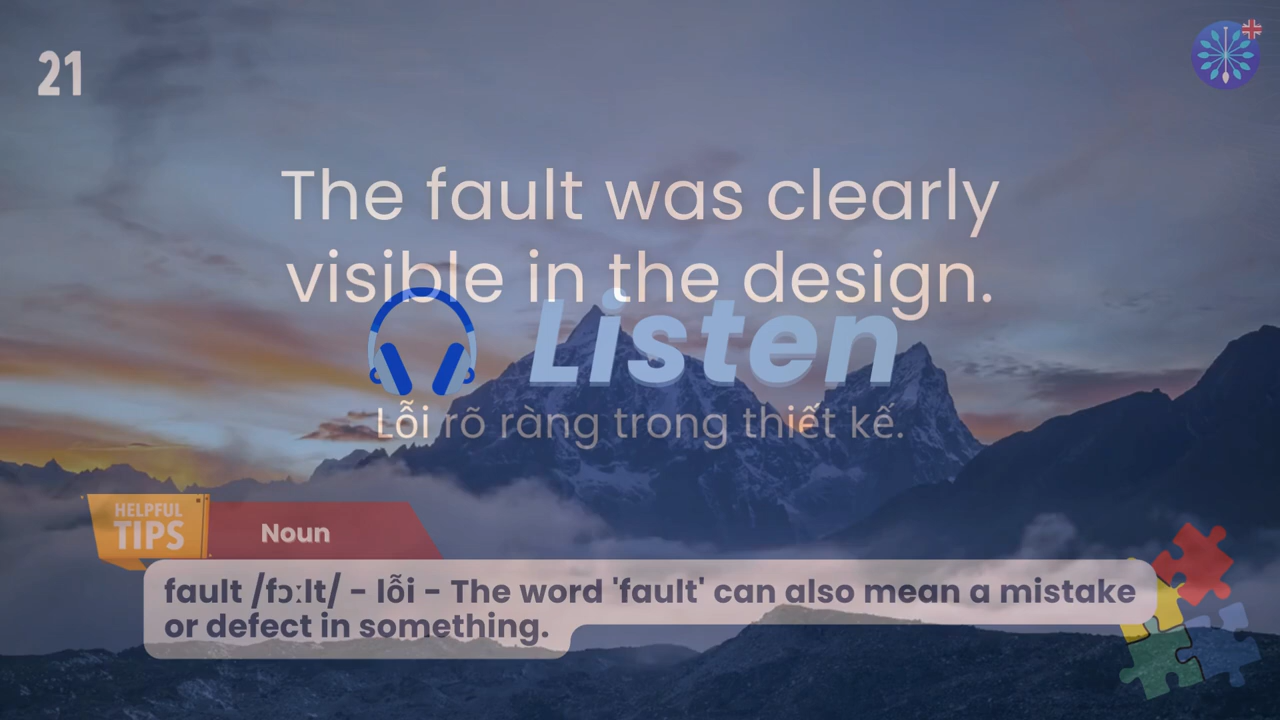 21
The fault was clearly
visible in the design.
Listen
Lỗi rõ ràng trong thiết kế.
HELPFUL
TIPS
Noun
fault /fɔːlt/ - lỗi - The word 'fault' can also mean a mistake
or defect in something.